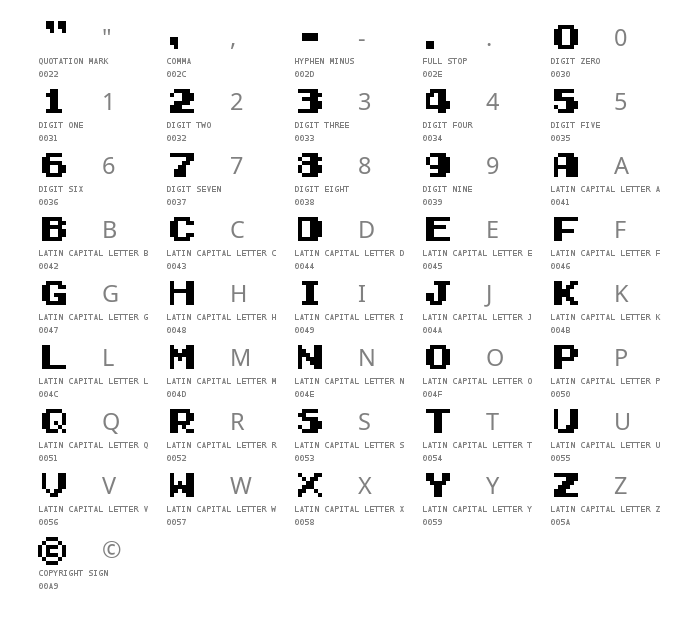 " " , , - - . . 0 0
QUOTATION MARK COMMA HYPHEN MINUS FULL STOP DIGIT ZERO
0022 002C 002D 002E 0030
1 1 2 2 3 3 4 4 5 5
DIGIT ONE DIGIT TWO DIGIT THREE DIGIT FOUR DIGIT FIVE
0031 0032 0033 0034 0035
6 6 7 7 8 8 9 9 A A
DIGIT SIX DIGIT SEVEN DIGIT EIGHT DIGIT NINE LATIN CAPITAL LETTER A
0036 0037 0038 0039 0041
B B C C D D E E F F
LATIN CAPITAL LETTER B LATIN CAPITAL LETTER C LATIN CAPITAL LETTER D LATIN CAPITAL LETTER E LATIN CAPITAL LETTER F
0042 0043 0044 0045 0046
G G H H I I J J K K
LATIN CAPITAL LETTER G LATIN CAPITAL LETTER H LATIN CAPITAL LETTER I LATIN CAPITAL LETTER J LATIN CAPITAL LETTER K
0047 0048 0049 004A 004B
L L M M N N O O P P
LATIN CAPITAL LETTER L LATIN CAPITAL LETTER M LATIN CAPITAL LETTER N LATIN CAPITAL LETTER O LATIN CAPITAL LETTER P
004C 004D 004E 004F 0050
Q Q R R S S T T U U
LATIN CAPITAL LETTER Q LATIN CAPITAL LETTER R LATIN CAPITAL LETTER S LATIN CAPITAL LETTER T LATIN CAPITAL LETTER U
0051 0052 0053 0054 0055
V V W W X X Y Y Z Z
LATIN CAPITAL LETTER V LATIN CAPITAL LETTER W LATIN CAPITAL LETTER X LATIN CAPITAL LETTER Y LATIN CAPITAL LETTER Z
0056 0057 0058 0059 005A
© ©
COPYRIGHT SIGN
00A9